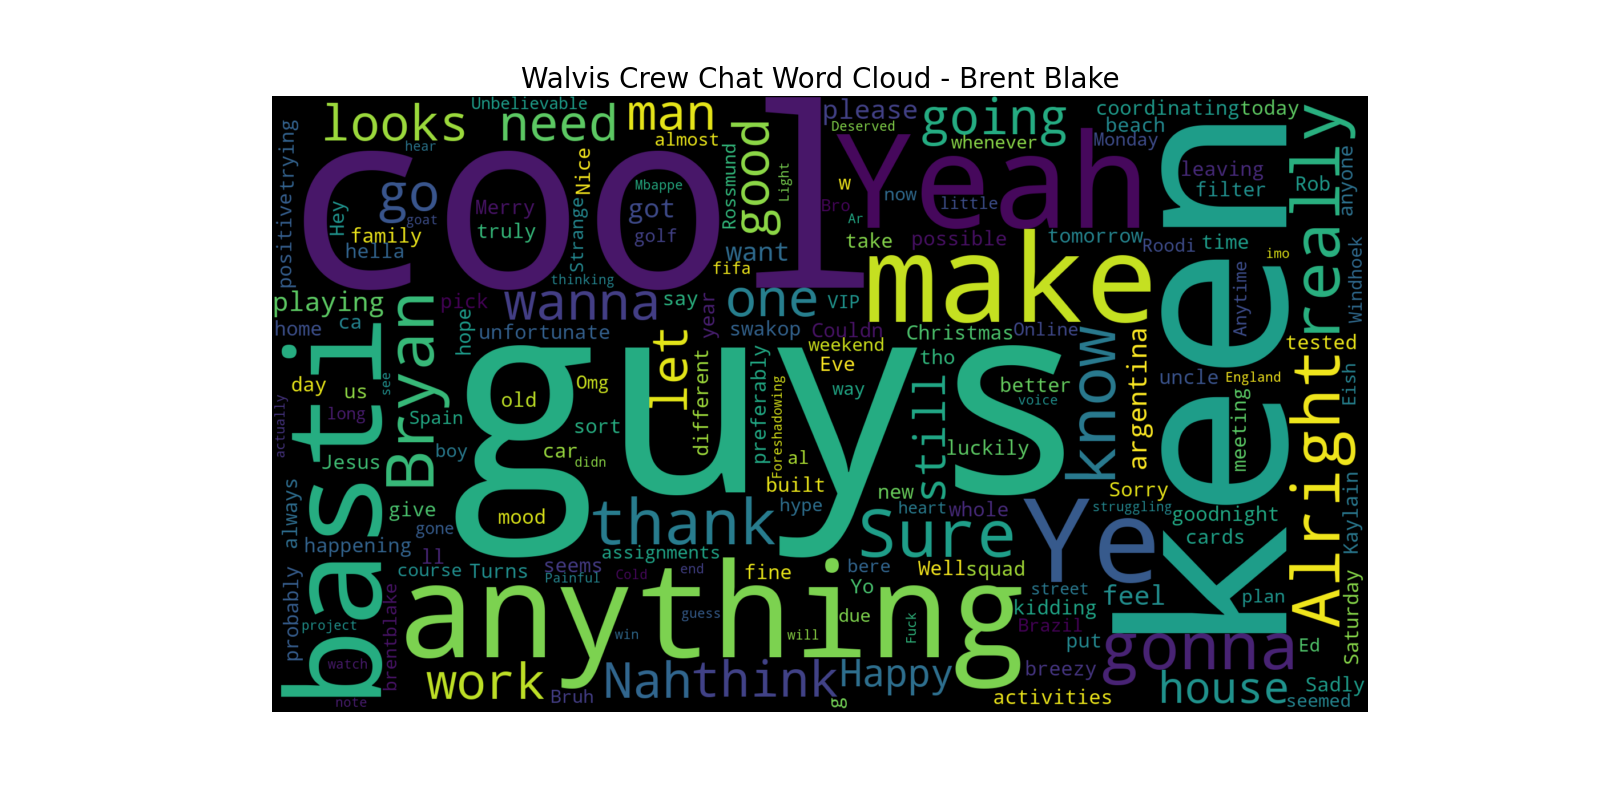 Walvis Crew Chat Word Cloud - Brent Blake
Unbelievable
looks
need
man
almost
please
Deserved
going
whenever
coordinating
today
beach
Monday
hear
cool
Yeah
keen
really
positive
trying
Hey
go
goat
family
hella
Merry
truly
Strange
Nice
Mbappe
got
golf
Rossmund
good
Light
want
fifa
thinking
w
Bro
Ar
now
little
take
possible
tomorrow
Roodi
time
leaving
filter
Rob
anyone
imo
Anytime
Windhoek
make
playing
home
ca
Bryan
pick
hope
wanna
unfortunate
say
year
one
VIP
swakop
Couldn
weekend
Christmas
Online
Eve
tho
know
argentina
uncle
England
tested
Eish
basti
day
us
see
long
actually
Jesus
Spain
boy
guys
old
Omg
let
sort
car
didn
different
preferably
Foreshadowing
way
al
built
hype
still
better
voice
luckily
new
heart
whole
Sorry
struggling
meeting
goodnight
cards
Alright
Kaylain
Saturday
always
give
gone
mood
happening
ll
thank
assignments
Sure
Ye
probably
project
watch
note
brentblake
course
Turns
seems
Painful
Cold
end
guess
win
will
fine
bere
Yo
due
Fuck
Well
squad
street
kidding
Brazil
feel
plan
put
anything
work
Bruh
Nah
think
Happy
g
breezy
activities
gonna
house
Ed
Sadly
seemed